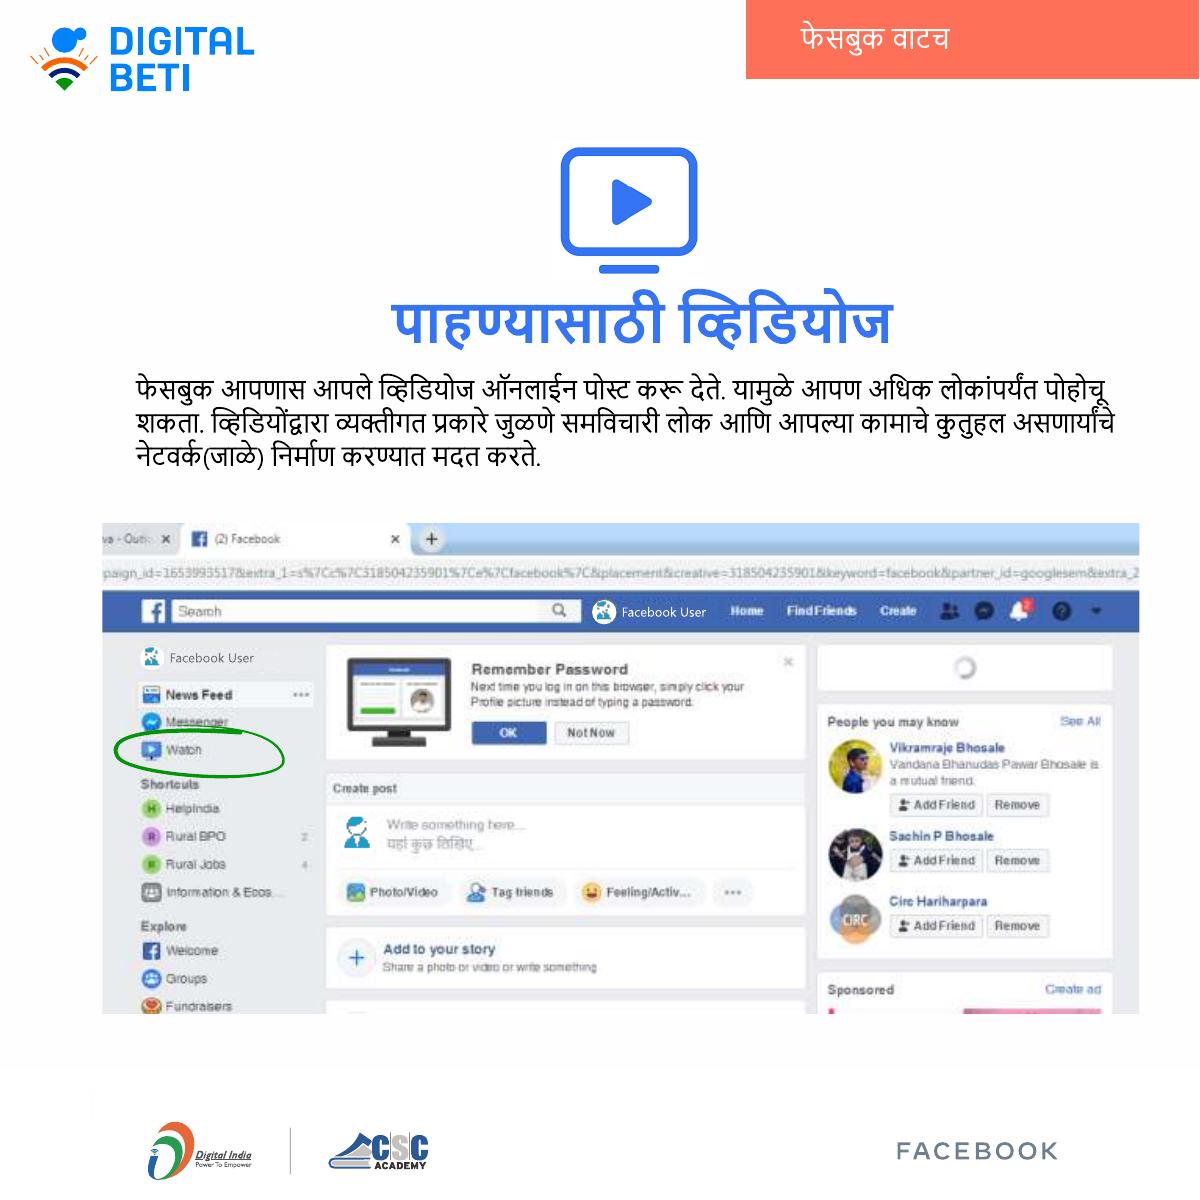 DIGITAL
BETI
फेसबुक वाटच
पाहण्यासाठी व्हिडियोज
फेसबुक आपणास आपले व्हिडियोज ऑनलाईन पोस्ट करू देते. यामुळे आपण अधिक लोकांपर्यंत पोहोचू
शकता. व्हिडियोंद्वारा व्यक्तीगत प्रकारे जुळणे समविचारी लोक आणि आपल्या कामाचे कुतुहल असणार्यांचे
नेटवर्क(जाळे) निर्माण करण्यात मदत करते.
va - Outl (2) Facebook
paign_id=1653993517&extra_1=s%7Cc%7C318504235901%7Ce%7Cfacebook%7C&placement&creative=318504235901&keyword=facebook&partner_id=googlesem&extra_2
Search Facebook User Home Find Friends Create 2
Facebook User
News Feed
Messenger
Watch
Shortcuts
H HelpIndia
R Rural BPO 2
R Rural Jobs 4
Information & Ecos...
Explore
Welcome
Groups
Fundraisers
Remember Password
Next time you log in on this browser, simply click your
Profile picture instead of typing a password.
OK Not Now
Create post
Write something here...
यहां कुछ लिखिए...
Photo/Video Tag friends Feeling/Activ...
Add to your story
Share a photo or video or write something
People you may know See All
Vikramraje Bhosale
Vandana Bhanudas Pawar Bhosale is
a mutual friend.
Add Friend Remove
Sachin P Bhosale
Add Friend Remove
CIRC
Circ Hariharpara
Add Friend Remove
Sponsored Create ad
Digital India
Power To Empower
CSC
ACADEMY
FACEBOOK